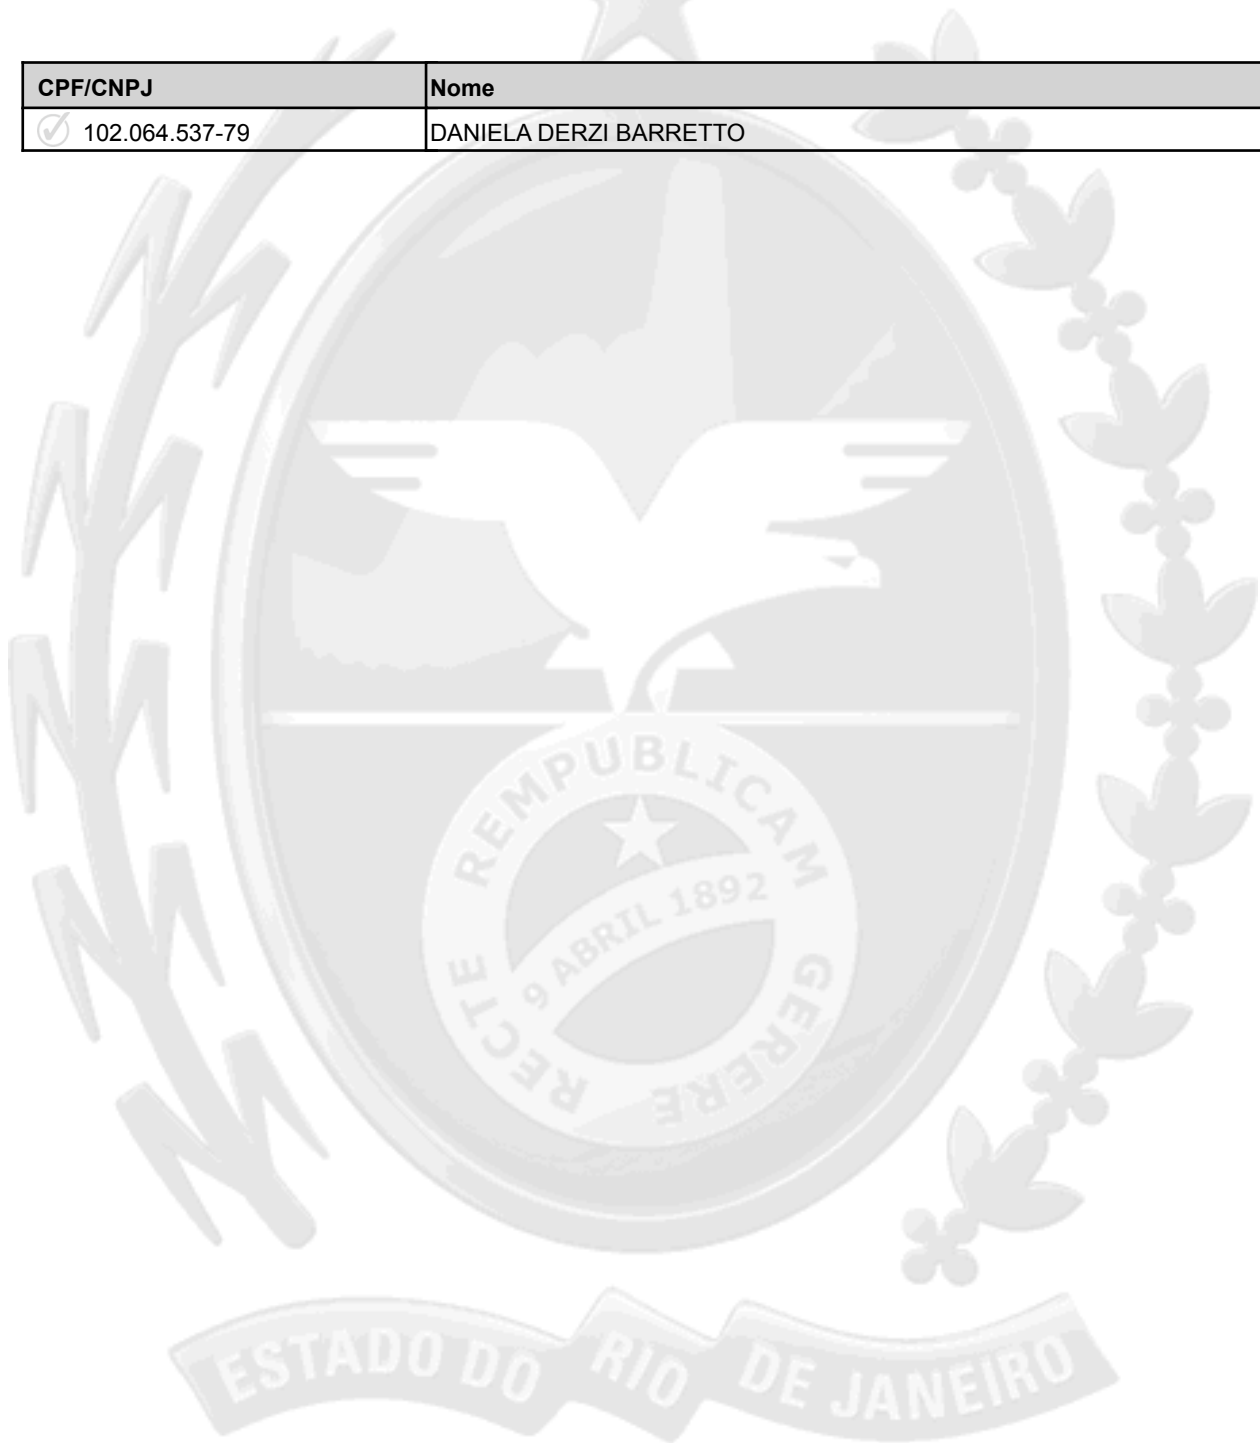 CPF/CNPJ Nome
102.064.537-79 DANIELA DERZI BARRETTO
RECTE REMPUBLICAM GERERE
9 ABRIL 1892
ESTADO DO RIO DE JANEIRO